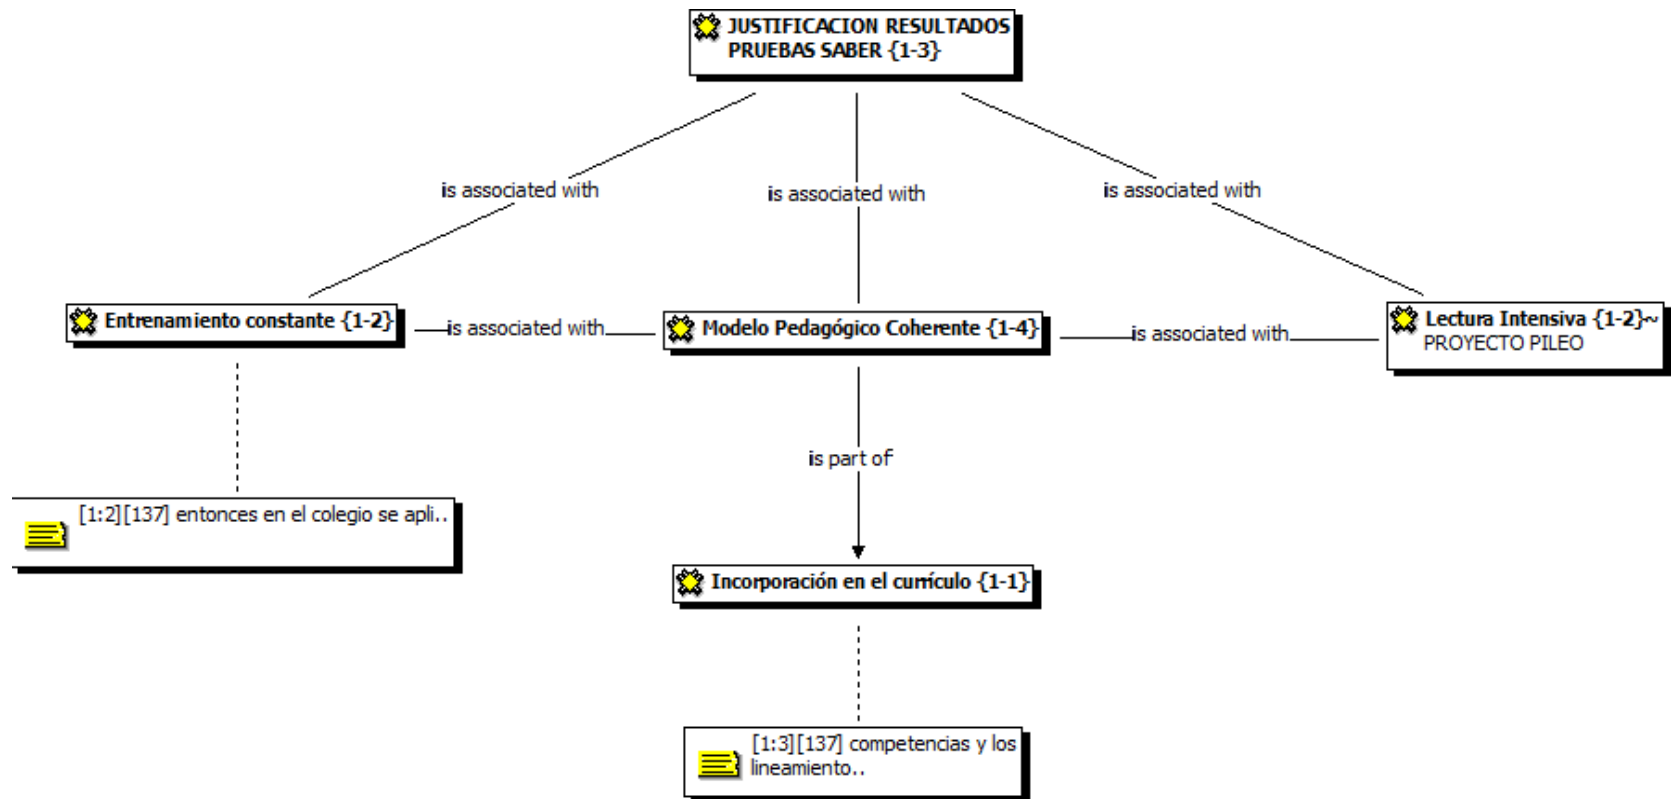 JUSTIFICACION RESULTADOS
PRUEBAS SABER {1-3}
is associated with
is associated with
is associated with
Entrenamiento constante {1-2}
is associated with
Modelo Pedagógico Coherente {1-4}
is associated with
Lectura Intensiva {1-2}~
PROYECTO PILEO
is part of
[1:2][137] entonces en el colegio se apli..
Incorporación en el currículo {1-1}
[1:3][137] competencias y los
lineamiento..